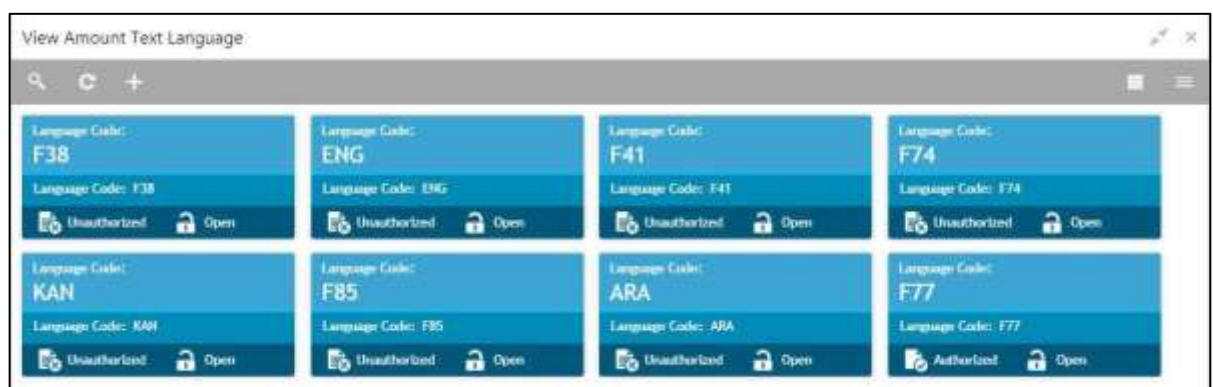 View Amount Text Language
Language Code: Language Code: Language Code: Language Code:
F38 ENG F41 F74
Language Code: F38 Language Code: ENG Language Code: F41 Language Code: F74
Unauthorized Open Unauthorized Open Unauthorized Open Unauthorized Open
Language Code: Language Code: Language Code: Language Code:
KAN F85 ARA F77
Language Code: KAN Language Code: F85 Language Code: ARA Language Code: F77
Unauthorized Open Unauthorized Open Unauthorized Open Authorized Open